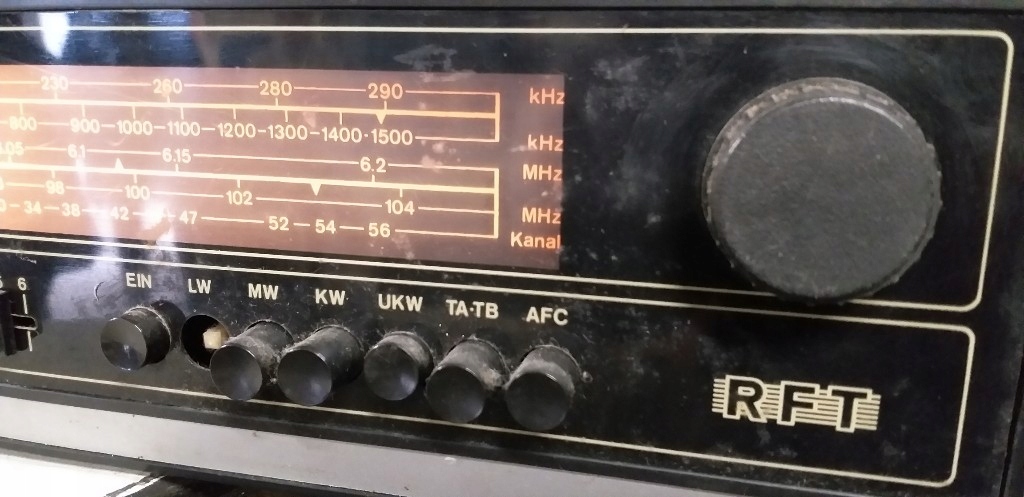 230 260 280 290 kHz
800 900 1000 1100 1200 1300 1400 1500 kHz
6.1 6.15 6.2 MHz
98 100 102 104 MHz
34 38 42 47 52 54 56 Kanal
6
EIN LW MW KW UKW TA·TB AFC
RFT